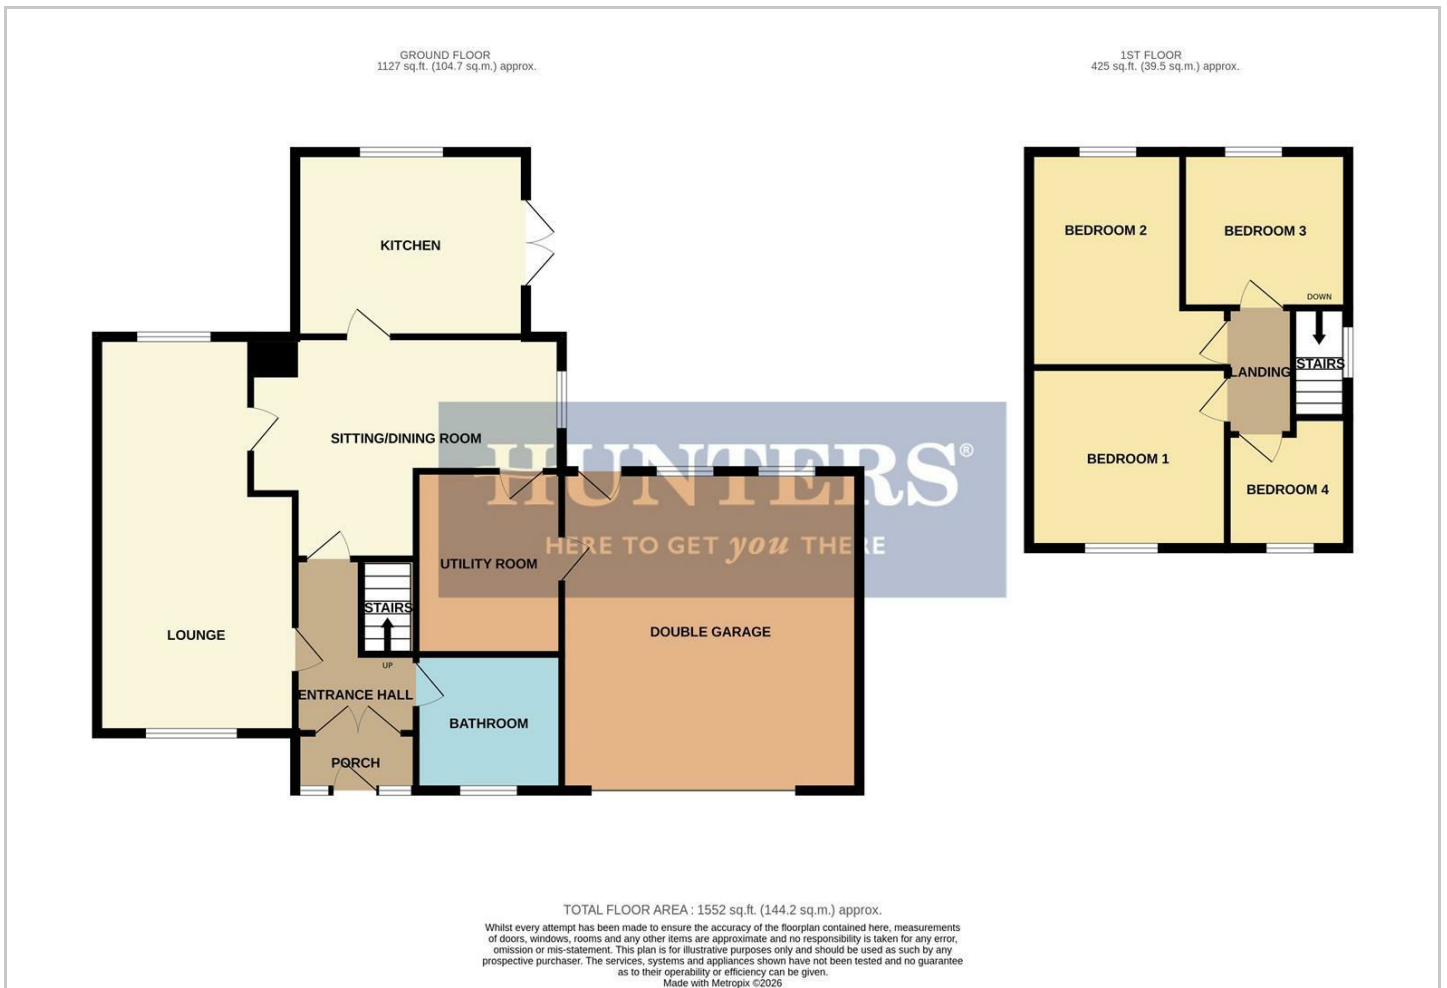 GROUND FLOOR
1127 sq.ft. (104.7 sq.m.) approx.
1ST FLOOR
425 sq.ft. (39.5 sq.m.) approx.
KITCHEN
SITTING/DINING ROOM
UTILITY ROOM
STAIRS
UP
LOUNGE
DOUBLE GARAGE
ENTRANCE HALL
BATHROOM
PORCH
BEDROOM 2
BEDROOM 3
DOWN
STAIRS
LANDING
BEDROOM 1
BEDROOM 4
HUNTERS®
HERE TO GET you THERE
TOTAL FLOOR AREA : 1552 sq.ft. (144.2 sq.m.) approx.
Whilst every attempt has been made to ensure the accuracy of the floorplan contained here, measurements
of doors, windows, rooms and any other items are approximate and no responsibility is taken for any error,
omission or mis-statement. This plan is for illustrative purposes only and should be used as such by any
prospective purchaser. The services, systems and appliances shown have not been tested and no guarantee
as to their operability or efficiency can be given.
Made with Metropix ©2026